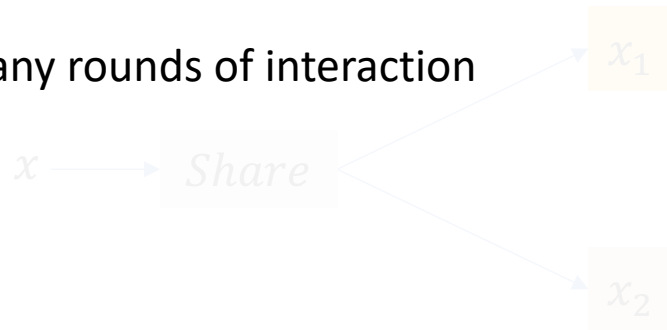 any rounds of interaction
x₁
x
Share
x₂